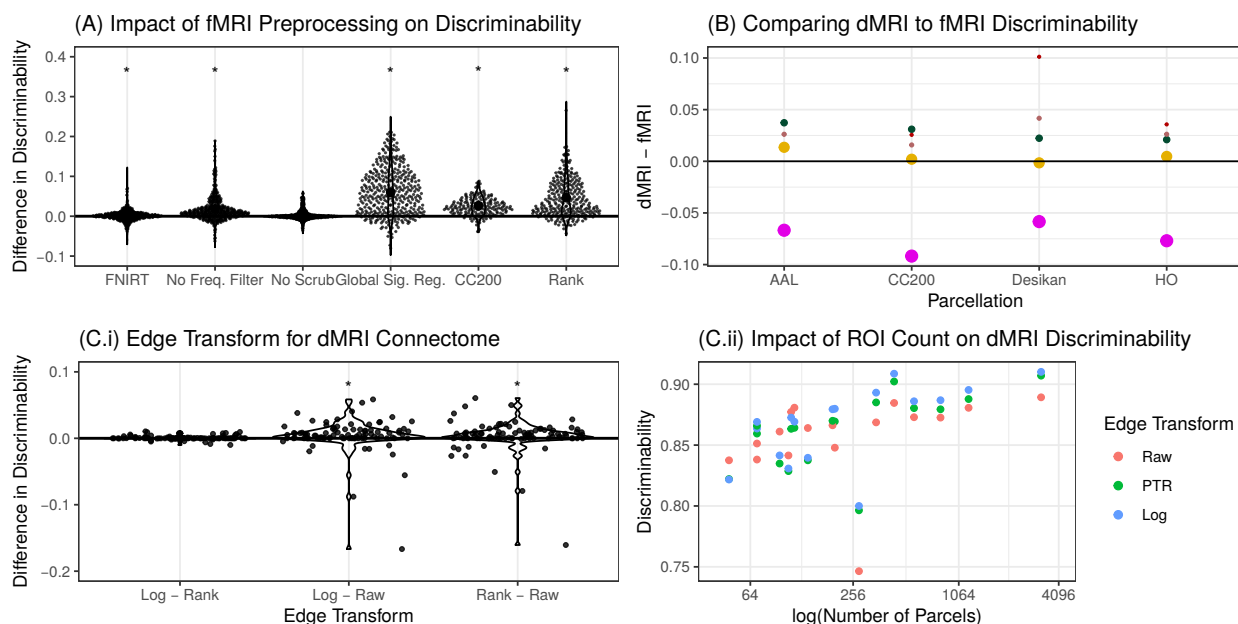 (A) Impact of fMRI Preprocessing on Discriminability
Difference in Discriminability
0.4
0.3
0.2
0.1
0.0
−0.1
* * * * *
FNIRT No Freq. Filter No Scrub Global Sig. Reg. CC200 Rank
(B) Comparing dMRI to fMRI Discriminability
dMRI − fMRI
0.10
0.05
0.00
−0.05
−0.10
AAL CC200 Desikan HO
Parcellation
(C.i) Edge Transform for dMRI Connectome
Difference in Discriminability
0.1
0.0
−0.1
−0.2
* *
Log − Rank Log − Raw Rank − Raw
Edge Transform
(C.ii) Impact of ROI Count on dMRI Discriminability
Discriminability
0.90
0.85
0.80
0.75
64 256 1064 4096
log(Number of Parcels)
Edge Transform
Raw
PTR
Log